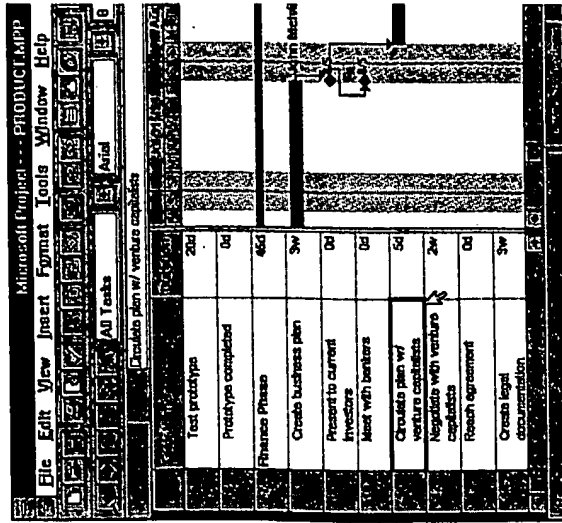 Microsoft Project --- PRODUCT.MPP
File Edit View Insert Format Tools Window Help
All Tasks Arial 8
Circulate plan w/ venture capitalists
Test prototype 20d
Prototype completed 0d
Finance Phase 46d
Create business plan 3w
Present to current
investors 0d
Meet with bankers 0d
Circulate plan w/
venture capitalists 5d
Negotiate with venture
capitalists 2w
Reach agreement 0d
Create legal
documentation 3w
John